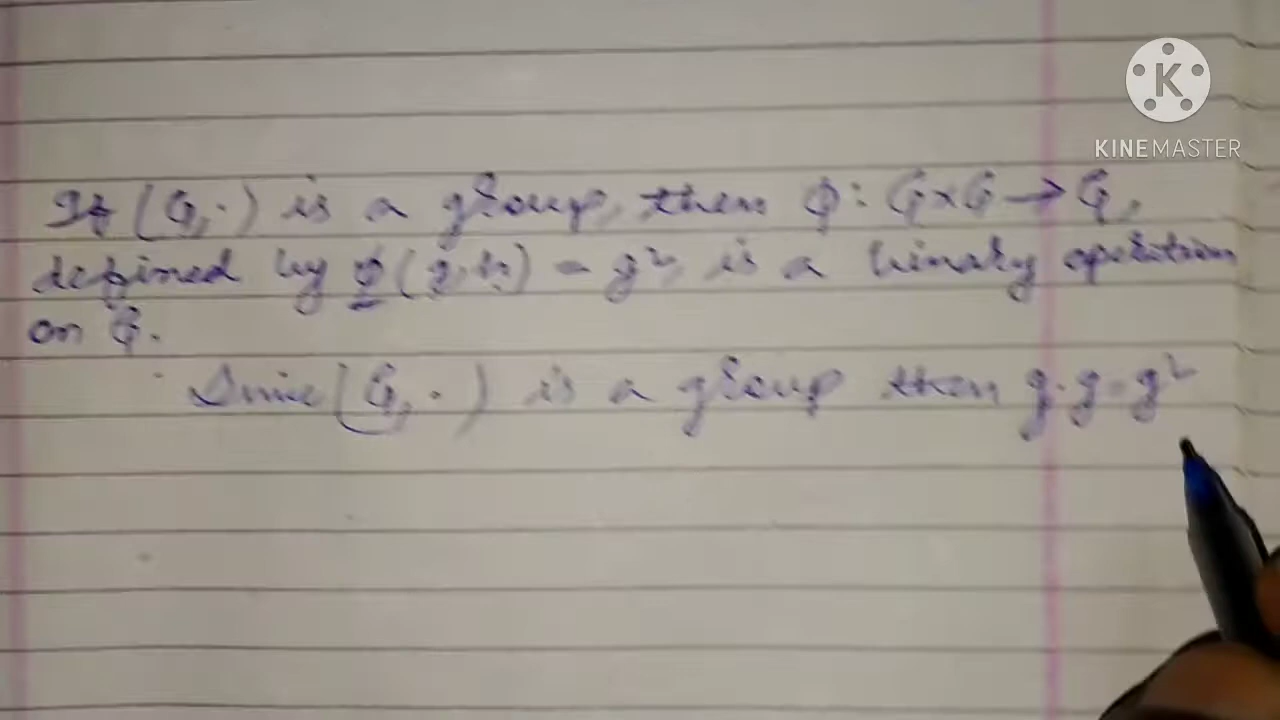 KINEMASTER
If (G, ·) is a group, then φ : G×G → G,
defined by φ(g, h) = g², is a binary operation
on G.
Since (G, ·) is a group then g·g=g²